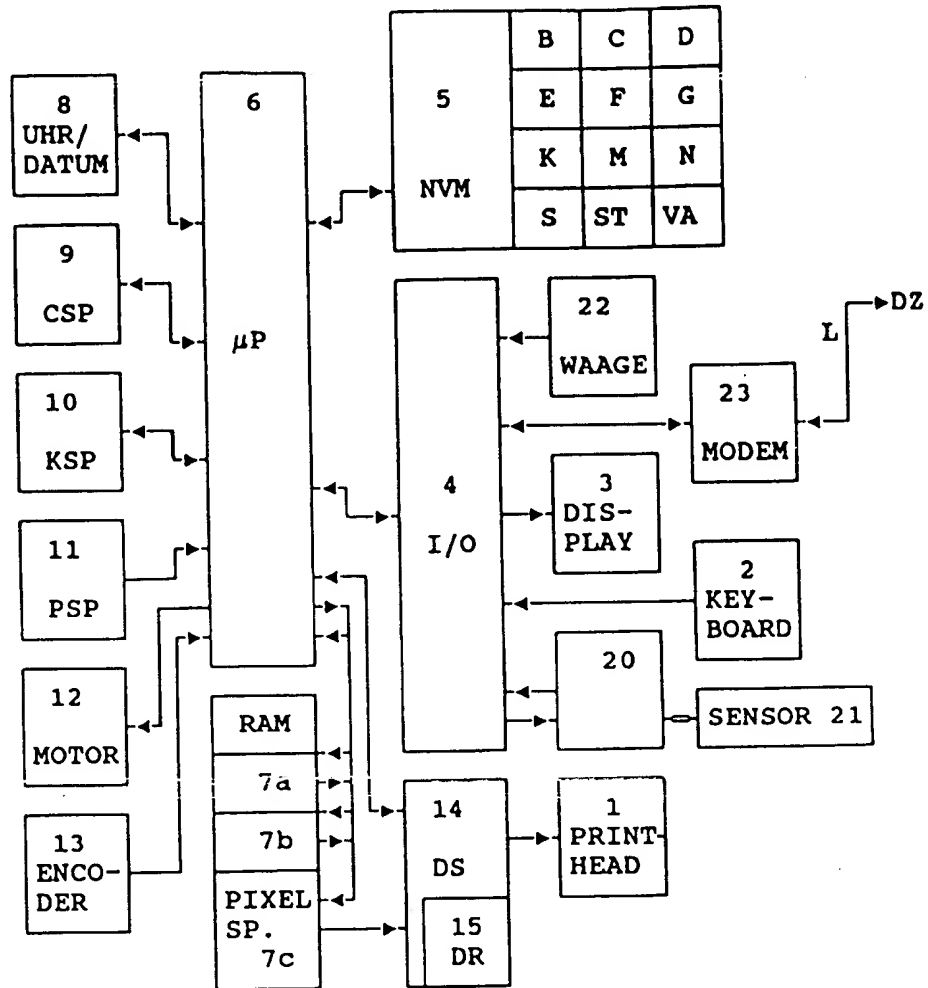 8
UHR/
DATUM
9
CSP
10
KSP
11
PSP
12
MOTOR
13
ENCO-
DER
6
μP
RAM
7a
7b
PIXEL
SP.
7c
5
NVM
B C D
E F G
K M N
S ST VA
4
I/O
22
WAAGE
L
DZ
23
MODEM
3
DIS-
PLAY
2
KEY-
BOARD
20
SENSOR 21
14
DS
15
DR
1
PRINT-
HEAD